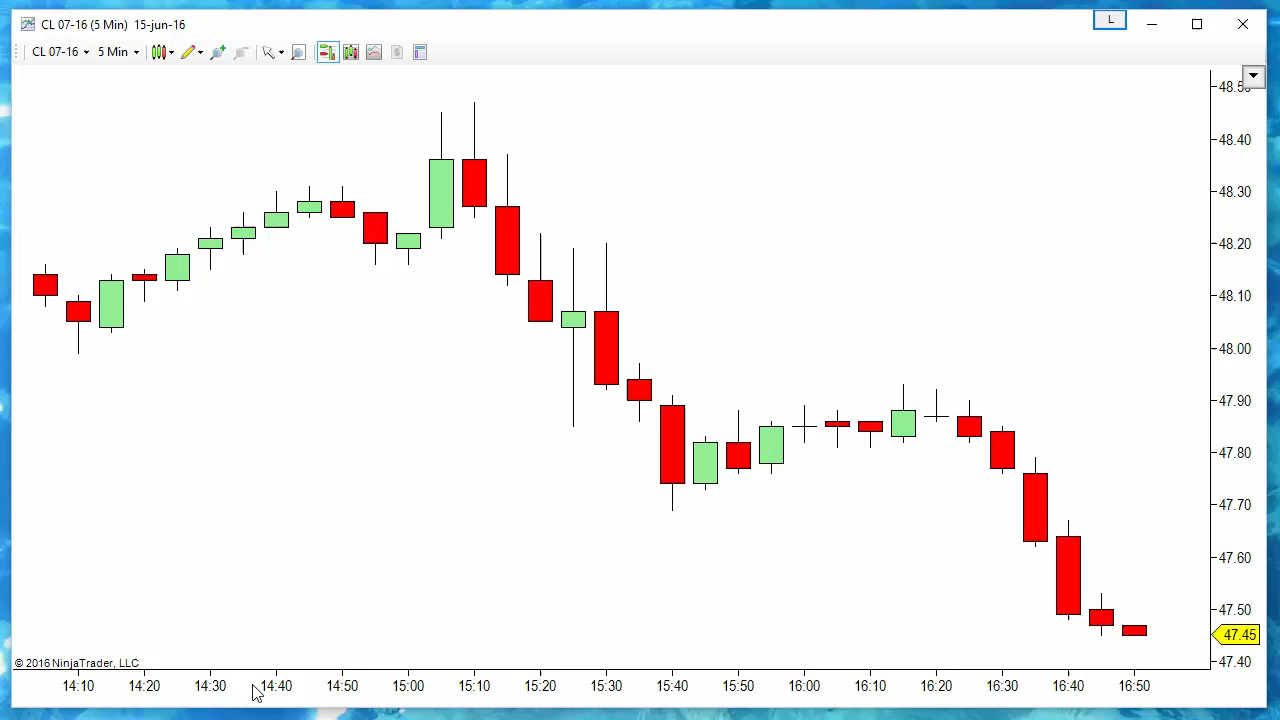 CL 07-16 (5 Min)  15-jun-16
L
CL 07-16 5 Min
48.50
48.40
48.30
48.20
48.10
48.00
47.90
47.80
47.70
47.60
47.50
47.45
47.40
© 2016 NinjaTrader, LLC
14:10 14:20 14:30 14:40 14:50 15:00 15:10 15:20 15:30 15:40 15:50 16:00 16:10 16:20 16:30 16:40 16:50